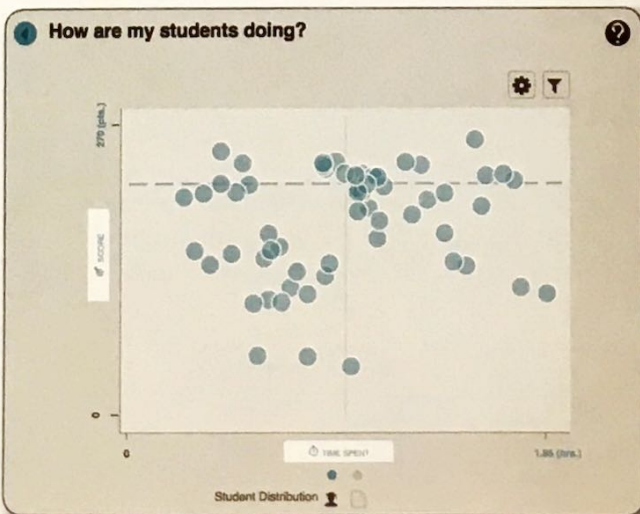 How are my students doing?
?
270 (pts.)
SCORE
0
0
TIME SPENT
1.85 (hrs.)
Student Distribution